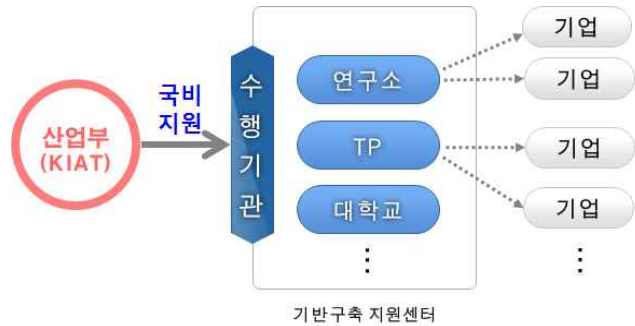 산업부
(KIAT)
국비
지원
수
행
기
관
연구소
TP
대학교
⋮
기업
기업
기업
기업
⋮
기반구축 지원센터